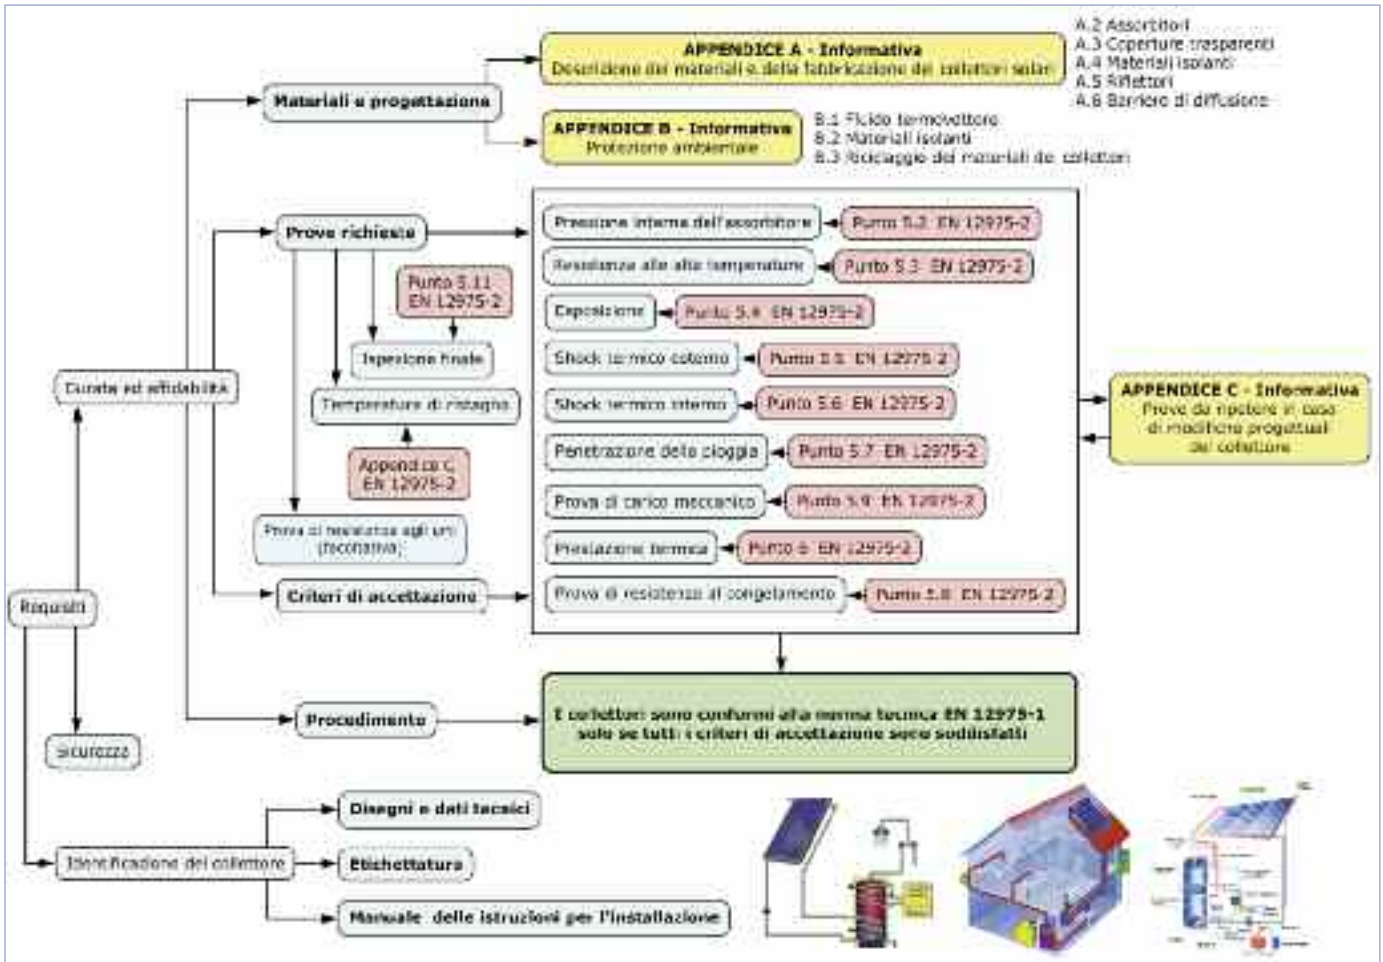 A.2 Assorbitori
A.3 Coperture trasparenti
A.4 Materiali isolanti
A.5 Riflettori
A.6 Barriere di diffusione
APPENDICE A - Informativa
Descrizione dei materiali e della fabbricazione dei collettori solari
Materiali e progettazione
APPENDICE B - Informativa
Protezione ambientale
B.1 Fluido termovettore
B.2 Materiali isolanti
B.3 Riciclaggio dei materiali dei collettori
Prove richieste
Pressione interna dell'assorbitore
Punto 5.2 EN 12975-2
Resistenza alle alte temperature
Punto 5.3 EN 12975-2
Punto 5.11
EN 12975-2
Esposizione
Punto 5.4 EN 12975-2
Ispezione finale
Shock termico esterno
Punto 5.5 EN 12975-2
Durata ed affidabilità
Temperature di ristagno
Shock termico interno
Punto 5.6 EN 12975-2
APPENDICE C - Informativa
Prove da ripetere in caso
di modifiche progettuali
del collettore
Appendice C
EN 12975-2
Penetrazione della pioggia
Punto 5.7 EN 12975-2
Prova di carico meccanico
Punto 5.9 EN 12975-2
Prova di resistenza agli urti
(facoltativa)
Prestazione termica
Punto 6 EN 12975-2
Criteri di accettazione
Prova di resistenza al congelamento
Punto 5.8 EN 12975-2
Requisiti
Procedimento
I collettori sono conformi alla norma tecnica EN 12975-1
solo se tutti i criteri di accettazione sono soddisfatti
Sicurezza
Disegni e dati tecnici
Identificazione del collettore
Etichettatura
Manuale delle istruzioni per l'installazione